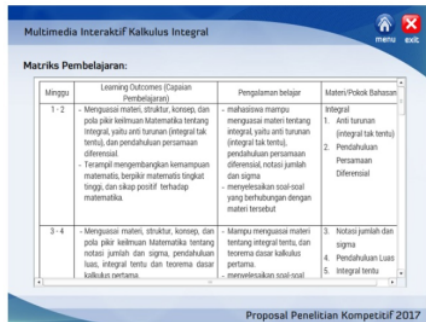 Multimedia Interaktif Kalkulus Integral
menu exit
Matriks Pembelajaran:
Minggu
Learning Outcomes (Capaian
Pembelajaran)
Pengalaman belajar
Materi/Pokok Bahasan
1 - 2
- Menguasai materi, struktur, konsep, dan
pola pikir keilmuan Matematika tentang
Integral, yaitu anti turunan (integral tak
tentu), dan pendahuluan persamaan
diferensial.
- Terampil mengembangkan kemampuan
matematis, berpikir matematis tingkat
tinggi, dan sikap positif terhadap
matematika.
- mahasiswa mampu
menguasai materi tentang
integral, yaitu anti turunan
(integral tak tentu),
pendahuluan persamaan
diferensial, notasi jumlah
dan sigma
- menyelesaikan soal-soal
yang berhubungan dengan
materi tersebut
Integral
1. Anti turunan
(integral tak tentu)
2. Pendahuluan
Persamaan
Diferensial
3 - 4
- Menguasai materi, struktur, konsep, dan
pola pikir keilmuan Matematika tentang
notasi jumlah dan sigma, pendahuluan
luas, integral tentu dan teorema dasar
kalkulus pertama.
- Mampu menguasai materi
tentang integral tentu, dan
teorema dasar kalkulus
pertama.
- menyelesaikan soal-soal
3. Notasi jumlah dan
sigma
4. Pendahuluan Luas
5. Integral tentu
Proposal Penelitian Kompetitif 2017